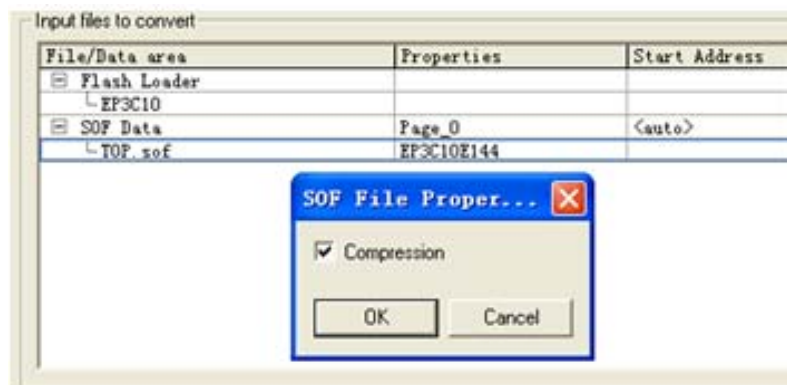 Input files to convert
File/Data area Properties Start Address
Flash Loader
EP3C10
SOF Data Page_0 <auto>
TOP.sof EP3C10E144
SOF File Proper...
Compression
OK Cancel